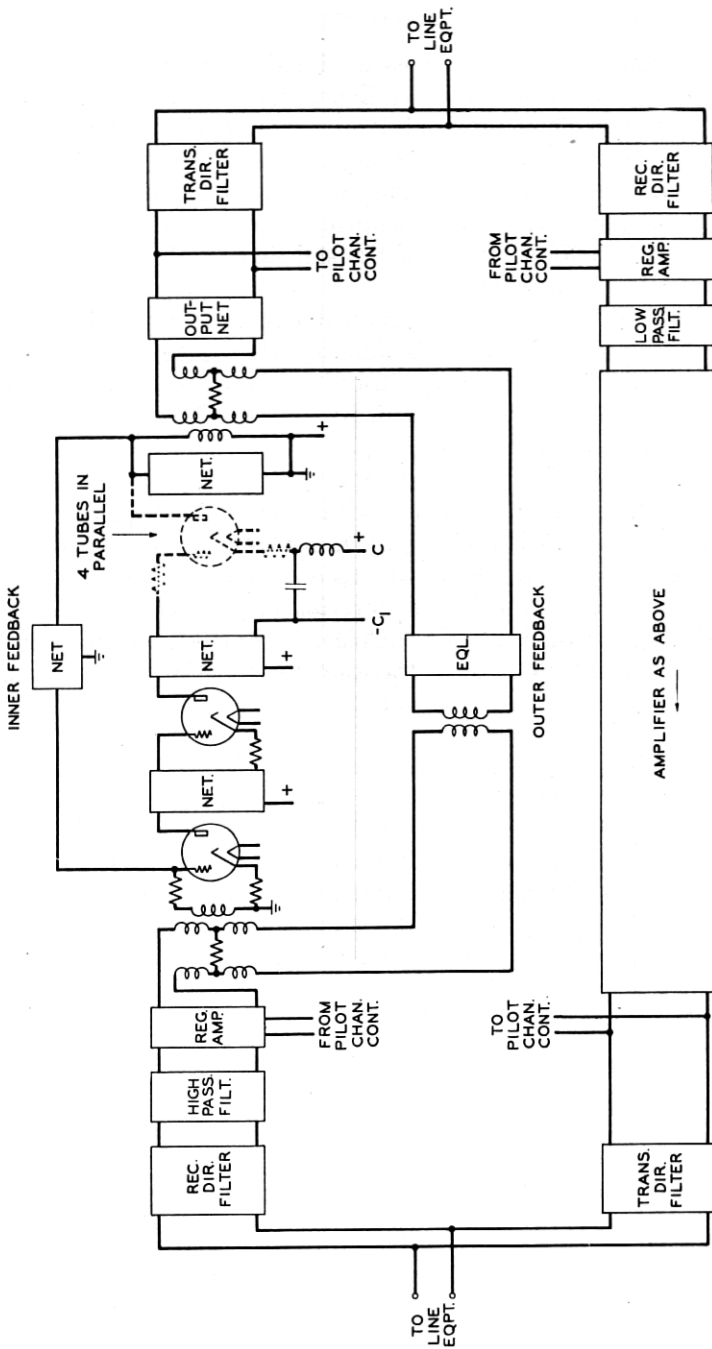 INNER FEEDBACK
NET
4 TUBES IN
PARALLEL
TO
LINE
EQPT.
REC.
DIR.
FILTER
HIGH
PASS.
FILT.
REG.
AMP.
FROM
PILOT
CHAN.
CONT.
NET.
+
NET.
+
-C₁
C
+
NET.
+
OUT-
PUT
NET
TO
PILOT
CHAN.
CONT.
TRANS.
DIR.
FILTER
TO
LINE
EQPT.
EQL.
OUTER FEEDBACK
TRANS.
DIR.
FILTER
TO
PILOT
CHAN.
CONT.
AMPLIFIER AS ABOVE
LOW
PASS.
FILT.
REG.
AMP.
FROM
PILOT
CHAN.
CONT.
REC.
DIR.
FILTER